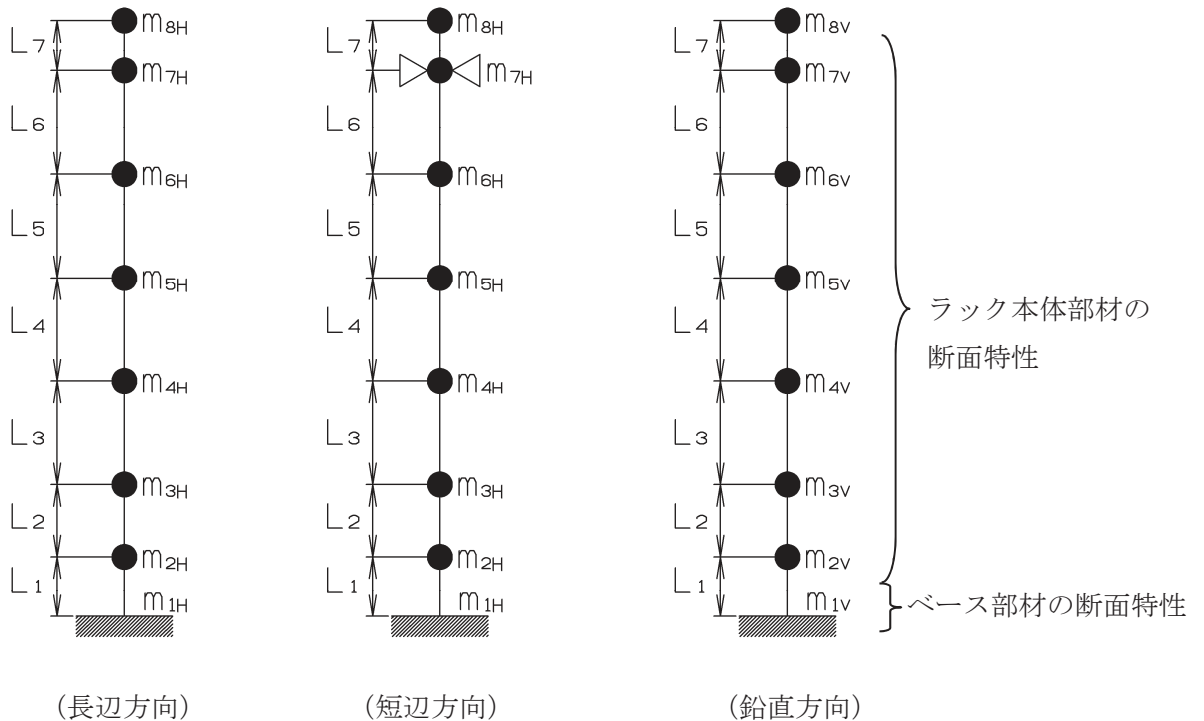 L7
m8H
m7H
L6
m6H
L5
m5H
L4
m4H
L3
m3H
L2
m2H
L1
m1H
(長辺方向)
L7
m8H
m7H
L6
m6H
L5
m5H
L4
m4H
L3
m3H
L2
m2H
L1
m1H
(短辺方向)
L7
m8V
m7V
L6
m6V
L5
m5V
L4
m4V
L3
m3V
L2
m2V
L1
m1V
(鉛直方向)
ラック本体部材の
断面特性
ベース部材の断面特性